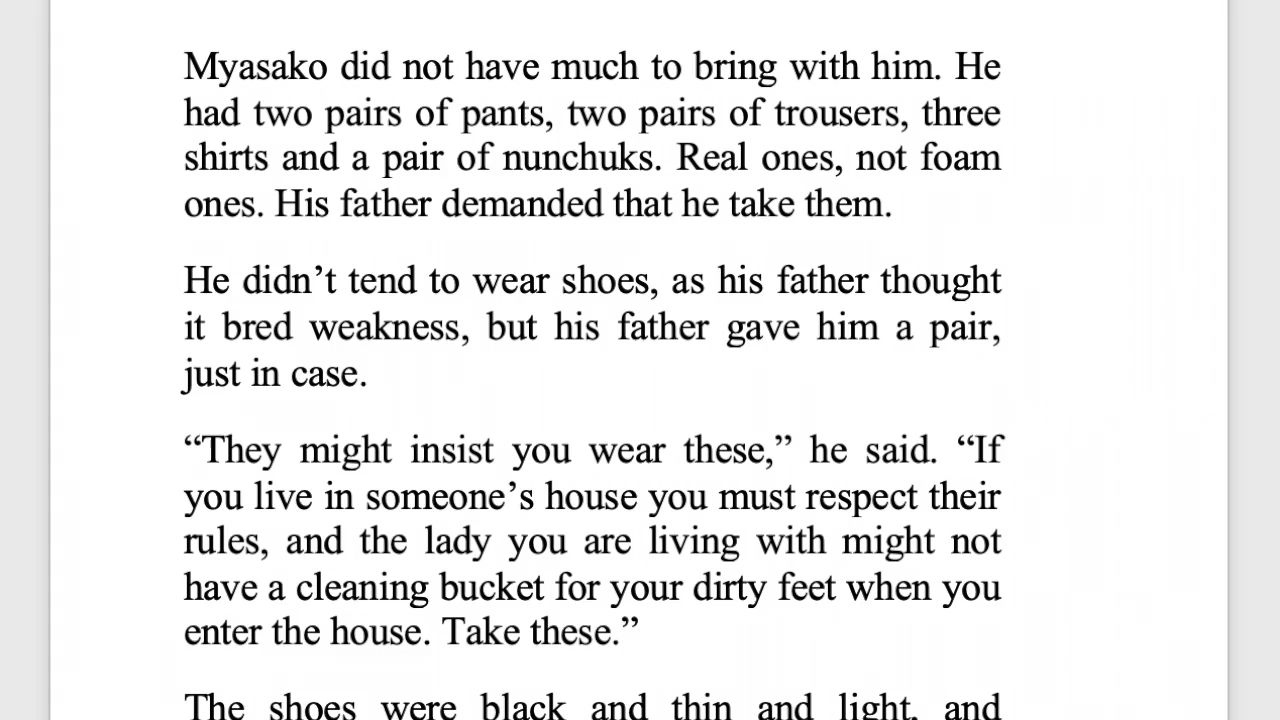 Myasako did not have much to bring with him. He
had two pairs of pants, two pairs of trousers, three
shirts and a pair of nunchuks. Real ones, not foam
ones. His father demanded that he take them.
He didn’t tend to wear shoes, as his father thought
it bred weakness, but his father gave him a pair,
just in case.
“They might insist you wear these,” he said. “If
you live in someone’s house you must respect their
rules, and the lady you are living with might not
have a cleaning bucket for your dirty feet when you
enter the house. Take these.”
The shoes were black and thin and light, and